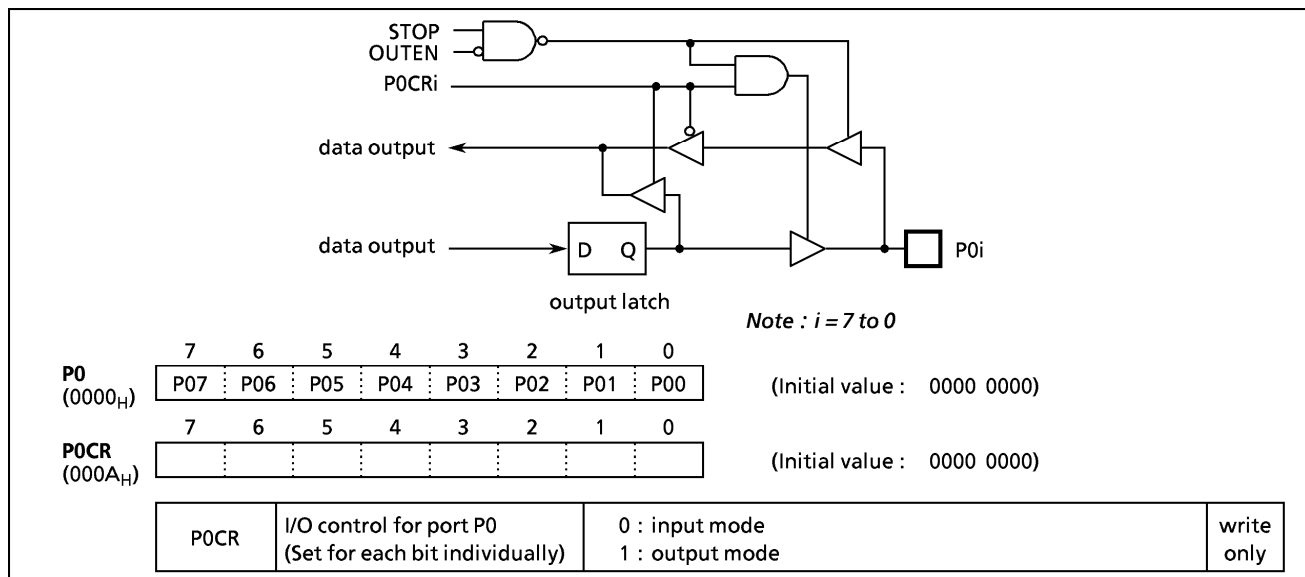 STOP
OUTEN
P0CRi
data output
data output
D Q
P0i
output latch
Note : i = 7 to 0
7 6 5 4 3 2 1 0
P0 P07 P06 P05 P04 P03 P02 P01 P00 (Initial value : 0000 0000)
(0000H)
7 6 5 4 3 2 1 0
P0CR (Initial value : 0000 0000)
(000AH)
P0CR I/O control for port P0 0 : input mode write
(Set for each bit individually) 1 : output mode only